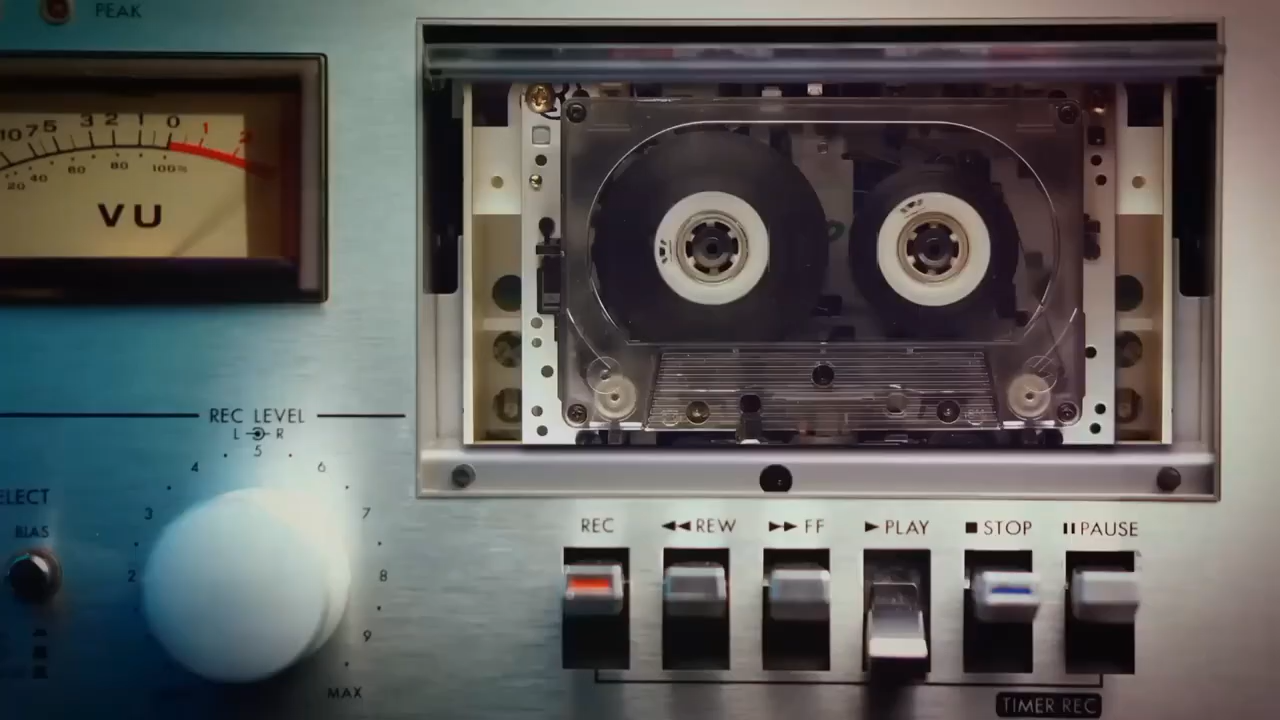 PEAK
10 7 5 3 2 1 0 1 2
20 40 60 80 100%
VU
REC LEVEL
L R
5
4 6
3 7
2 8
9
MAX
ELECT
BIAS
REC ◀◀ REW ▶▶ FF ▶ PLAY ■ STOP ⏸ PAUSE
TIMER REC